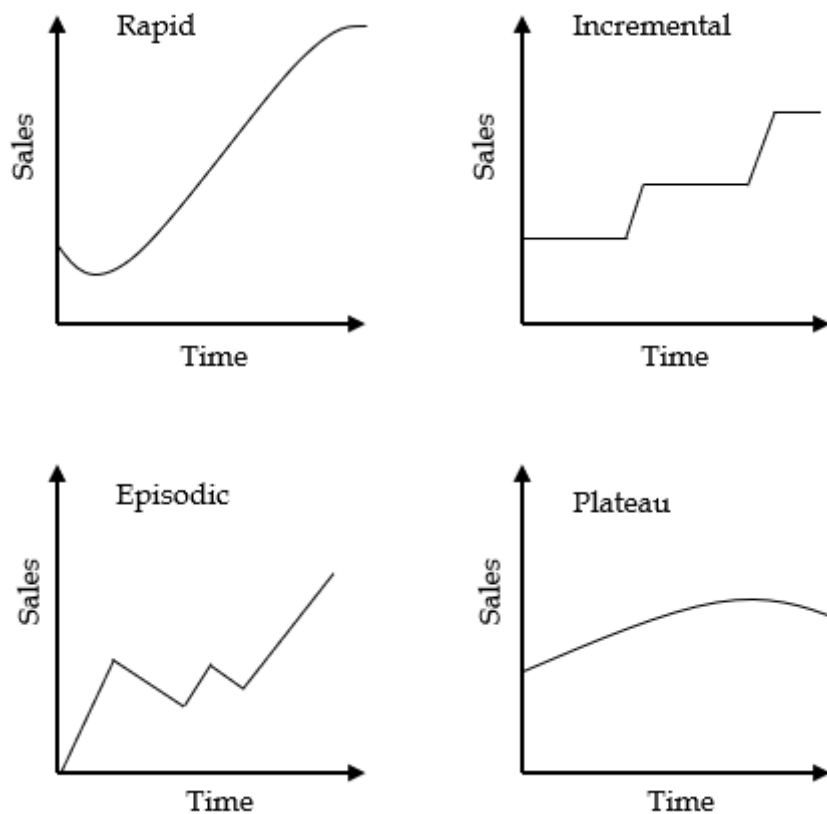 Rapid
Sales
Time
Incremental
Sales
Time
Episodic
Sales
Time
Plateau
Sales
Time